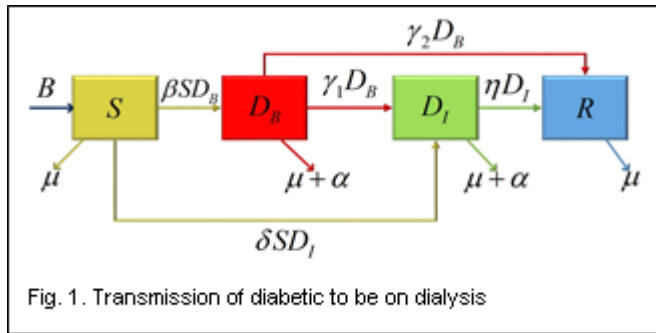 γ₂D_B
B
S
βSD_B
D_B
γ₁D_B
D_I
ηD_I
R
μ
μ + α
μ + α
μ
δSD_I
Fig. 1. Transmission of diabetic to be on dialysis